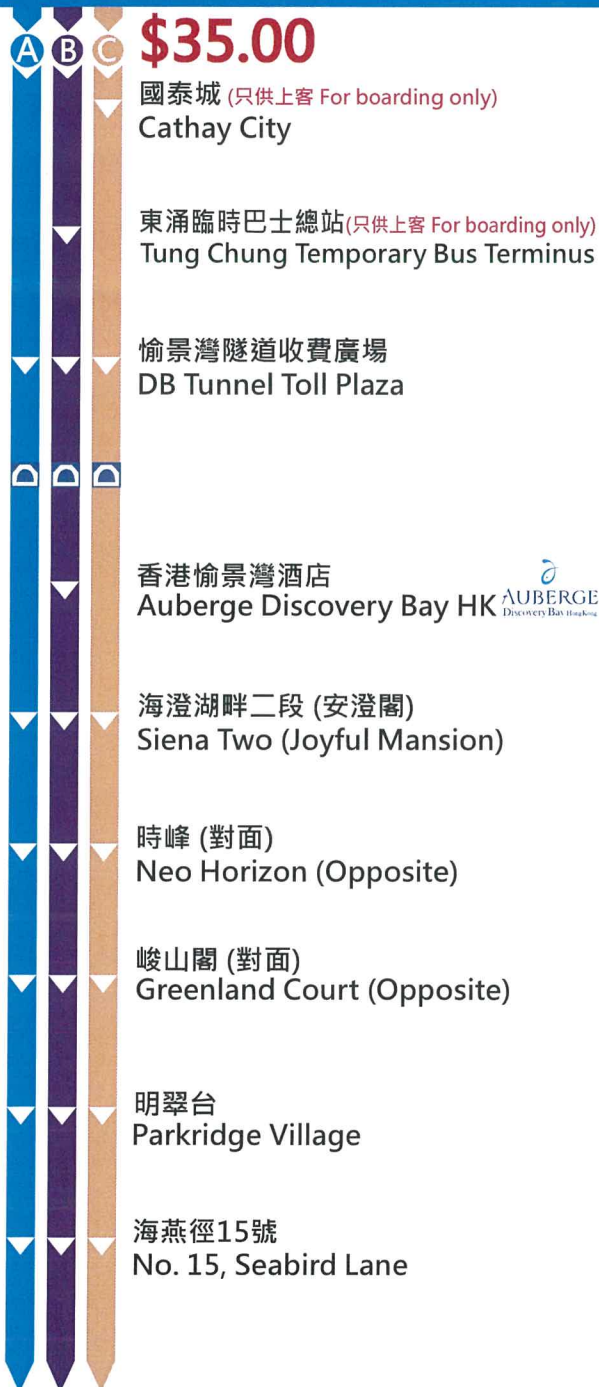 A B C $35.00
國泰城 (只供上客 For boarding only)
Cathay City
東涌臨時巴士總站(只供上客 For boarding only)
Tung Chung Temporary Bus Terminus
愉景灣隧道收費廣場
DB Tunnel Toll Plaza
香港愉景灣酒店
Auberge Discovery Bay HK
AUBERGE
Discovery Bay Hong Kong
海澄湖畔二段 (安澄閣)
Siena Two (Joyful Mansion)
時峰 (對面)
Neo Horizon (Opposite)
峻山閣 (對面)
Greenland Court (Opposite)
明翠台
Parkridge Village
海燕徑15號
No. 15, Seabird Lane